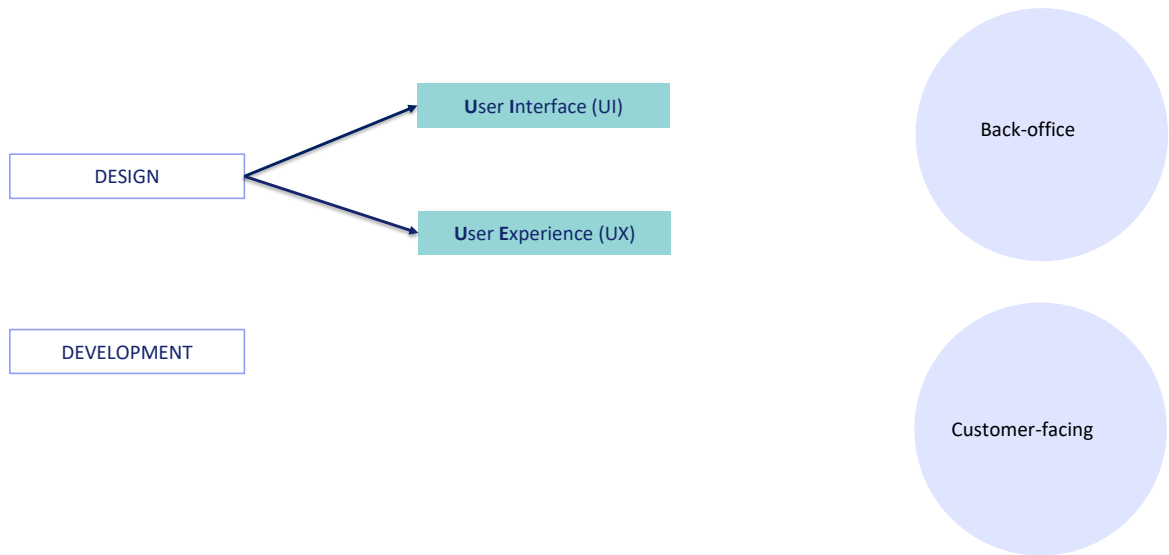 User Interface (UI)
Back-office
DESIGN
User Experience (UX)
DEVELOPMENT
Customer-facing